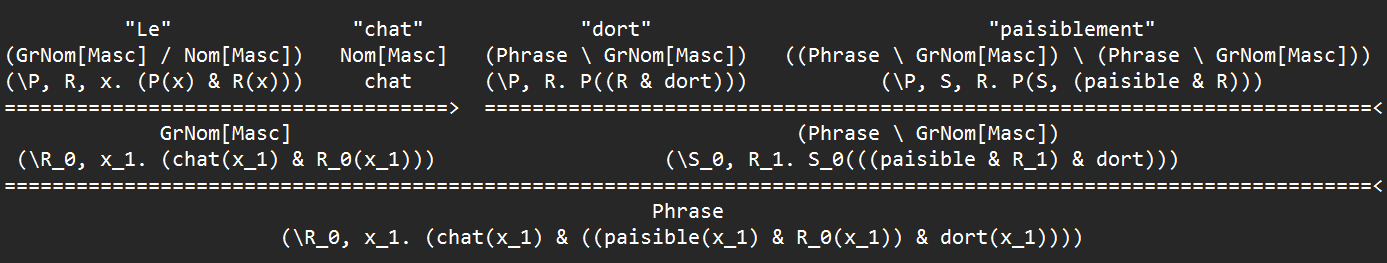 "Le" "chat" "dort" "paisiblement"
(GrNom[Masc] / Nom[Masc]) Nom[Masc] (Phrase \ GrNom[Masc]) ((Phrase \ GrNom[Masc]) \ (Phrase \ GrNom[Masc]))
(\P, R, x. (P(x) & R(x))) chat (\P, R. P((R & dort))) (\P, S, R. P(S, (paisible & R)))
======================================> =========================================================================<
GrNom[Masc] (Phrase \ GrNom[Masc])
(\R_0, x_1. (chat(x_1) & R_0(x_1))) (\S_0, R_1. S_0(((paisible & R_1) & dort)))
===================================================================================================================<
Phrase
(\R_0, x_1. (chat(x_1) & ((paisible(x_1) & R_0(x_1)) & dort(x_1))))